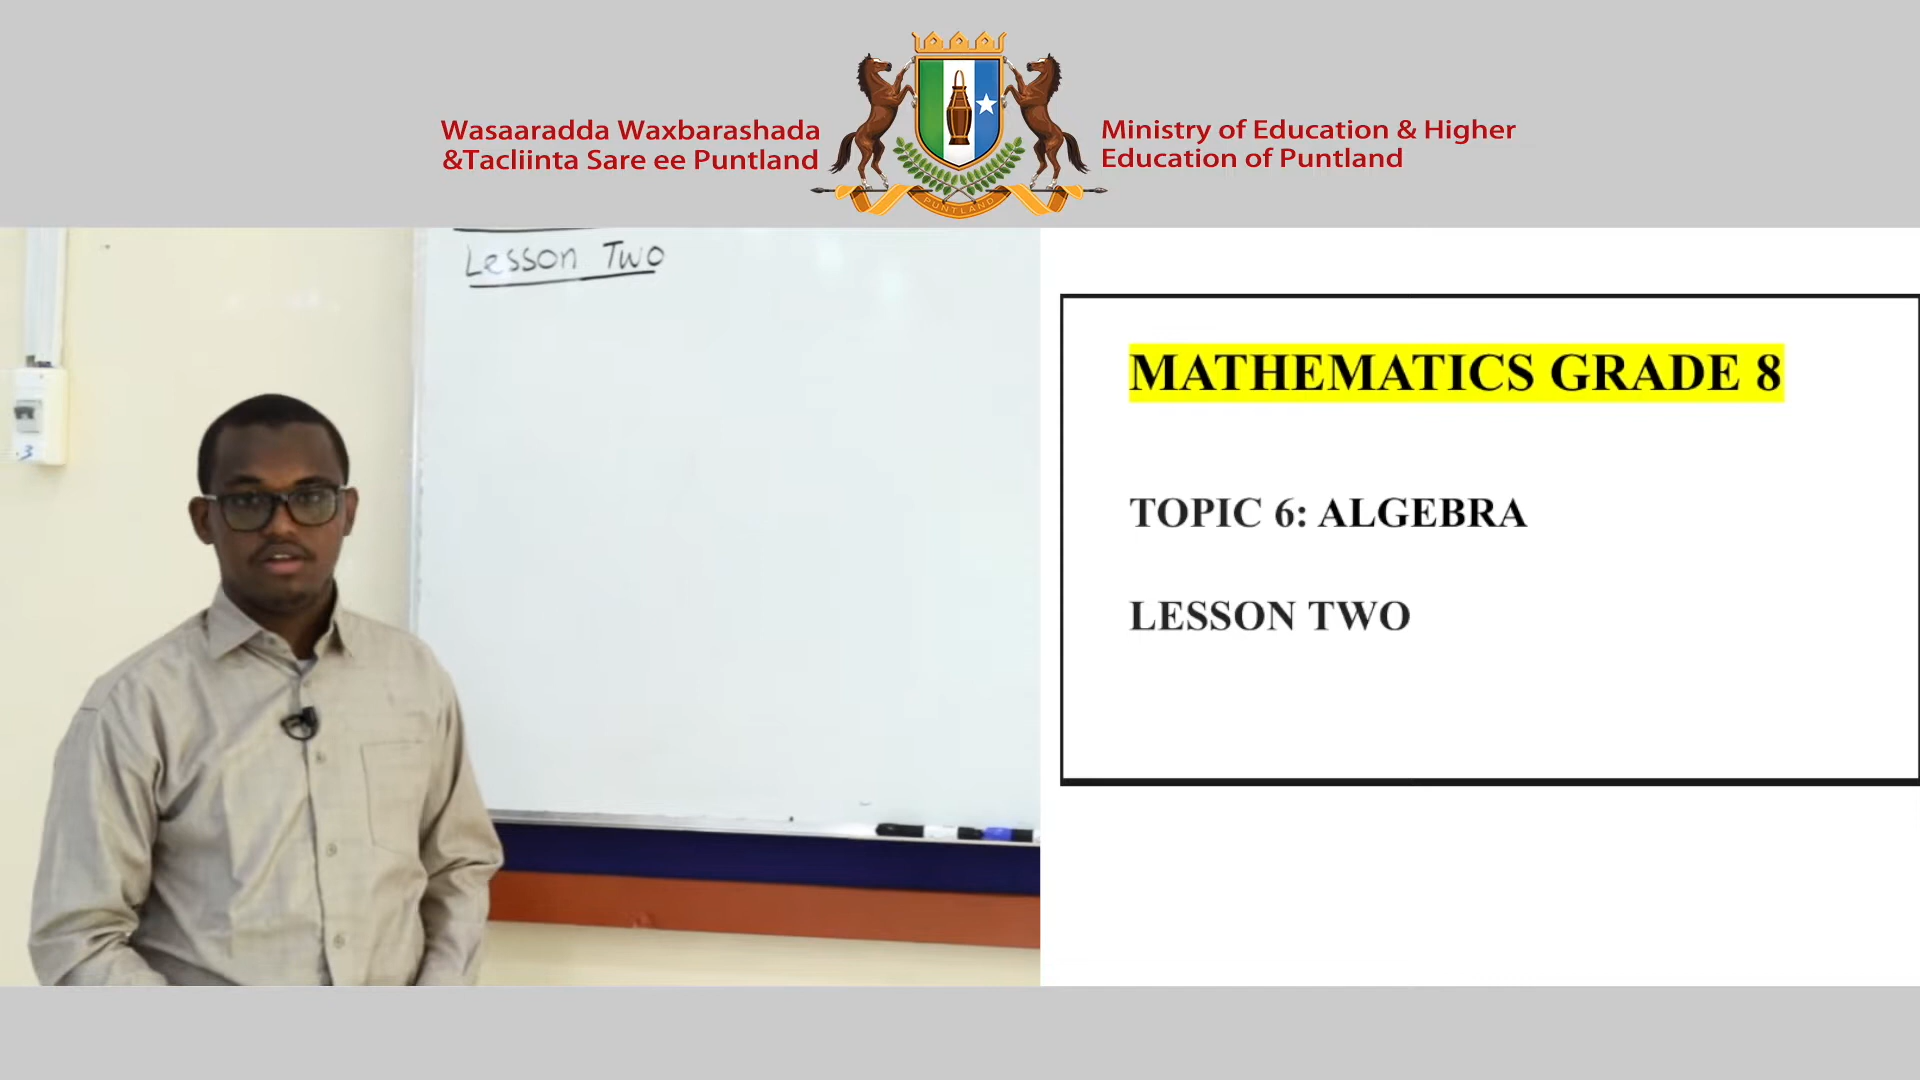 Wasaaradda Waxbarashada
&Tacliinta Sare ee Puntland
PUNTLAND
Ministry of Education & Higher
Education of Puntland
Lesson Two
3
MATHEMATICS GRADE 8
TOPIC 6: ALGEBRA
LESSON TWO